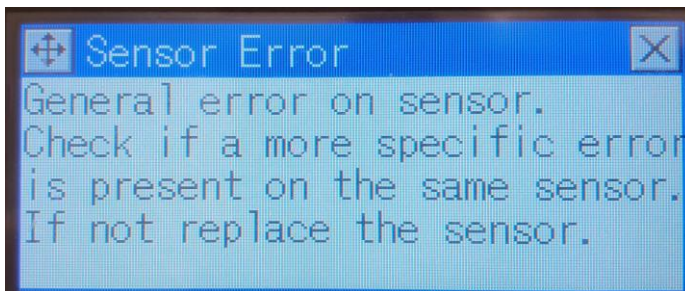 Sensor Error
General error on sensor.
Check if a more specific error
is present on the same sensor.
If not replace the sensor.